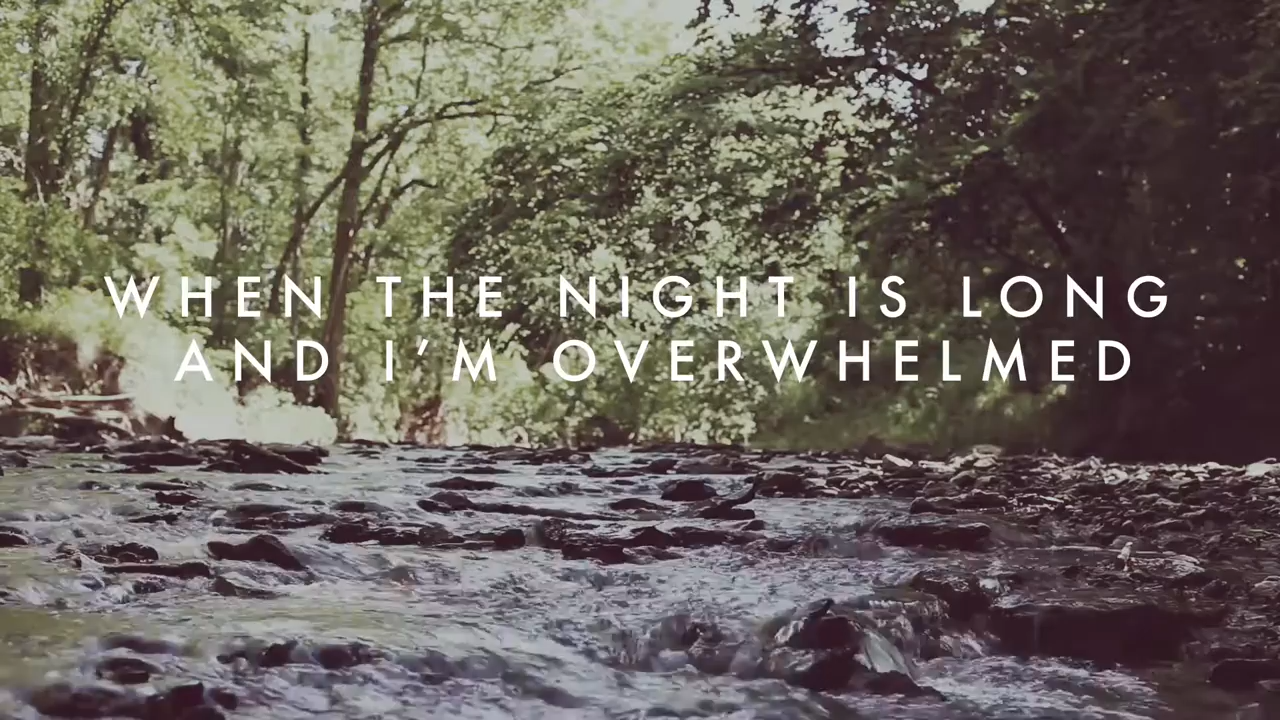 WHEN THE NIGHT IS LONG
AND I’M OVERWHELMED